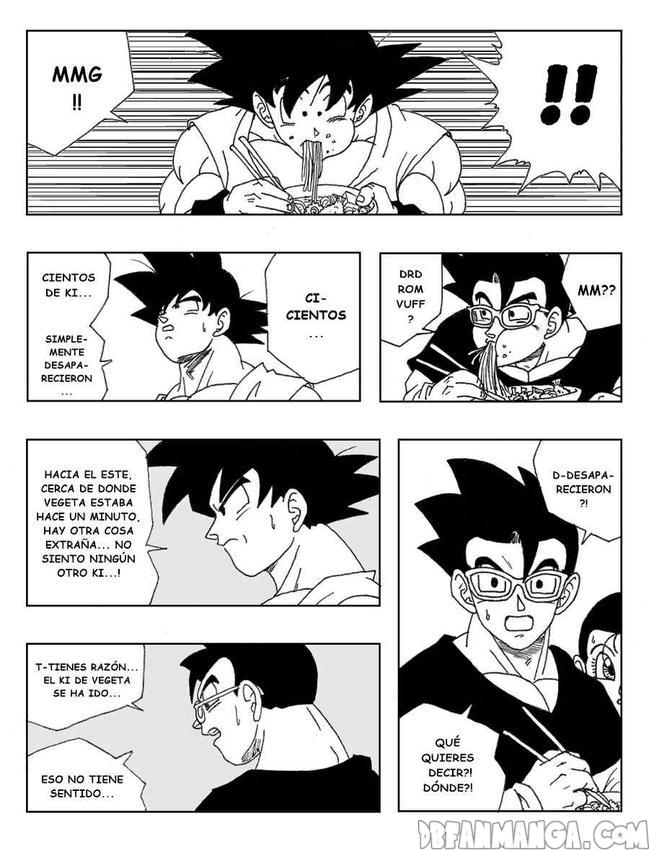 !!
MMG
!!
MM??
DRD
ROM
VUFF
?
CI-
CIENTOS
...
CIENTOS
DE KI...
SIMPLE-
MENTE
DESAPA-
RECIERON
...
D-DESAPA-
RECIERON
?!
QUÉ
QUIERES
DECIR?!
DÓNDE?!
HACIA EL ESTE,
CERCA DE DONDE
VEGETA ESTABA
HACE UN MINUTO,
HAY OTRA COSA
EXTRAÑA... NO
SIENTO NINGÚN
OTRO KI...!
T-TIENES RAZÓN...
EL KI DE VEGETA
SE HA IDO...
ESO NO TIENE
SENTIDO...
DBFANMANGA.COM